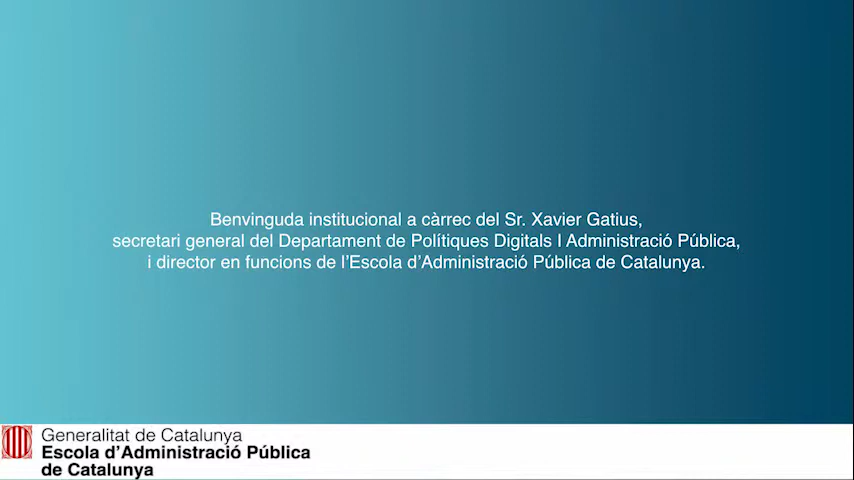 Benvinguda institucional a càrrec del Sr. Xavier Gatius,
secretari general del Departament de Polítiques Digitals I Administració Pública,
i director en funcions de l’Escola d’Administració Pública de Catalunya.
Generalitat de Catalunya
Escola d’Administració Pública
de Catalunya